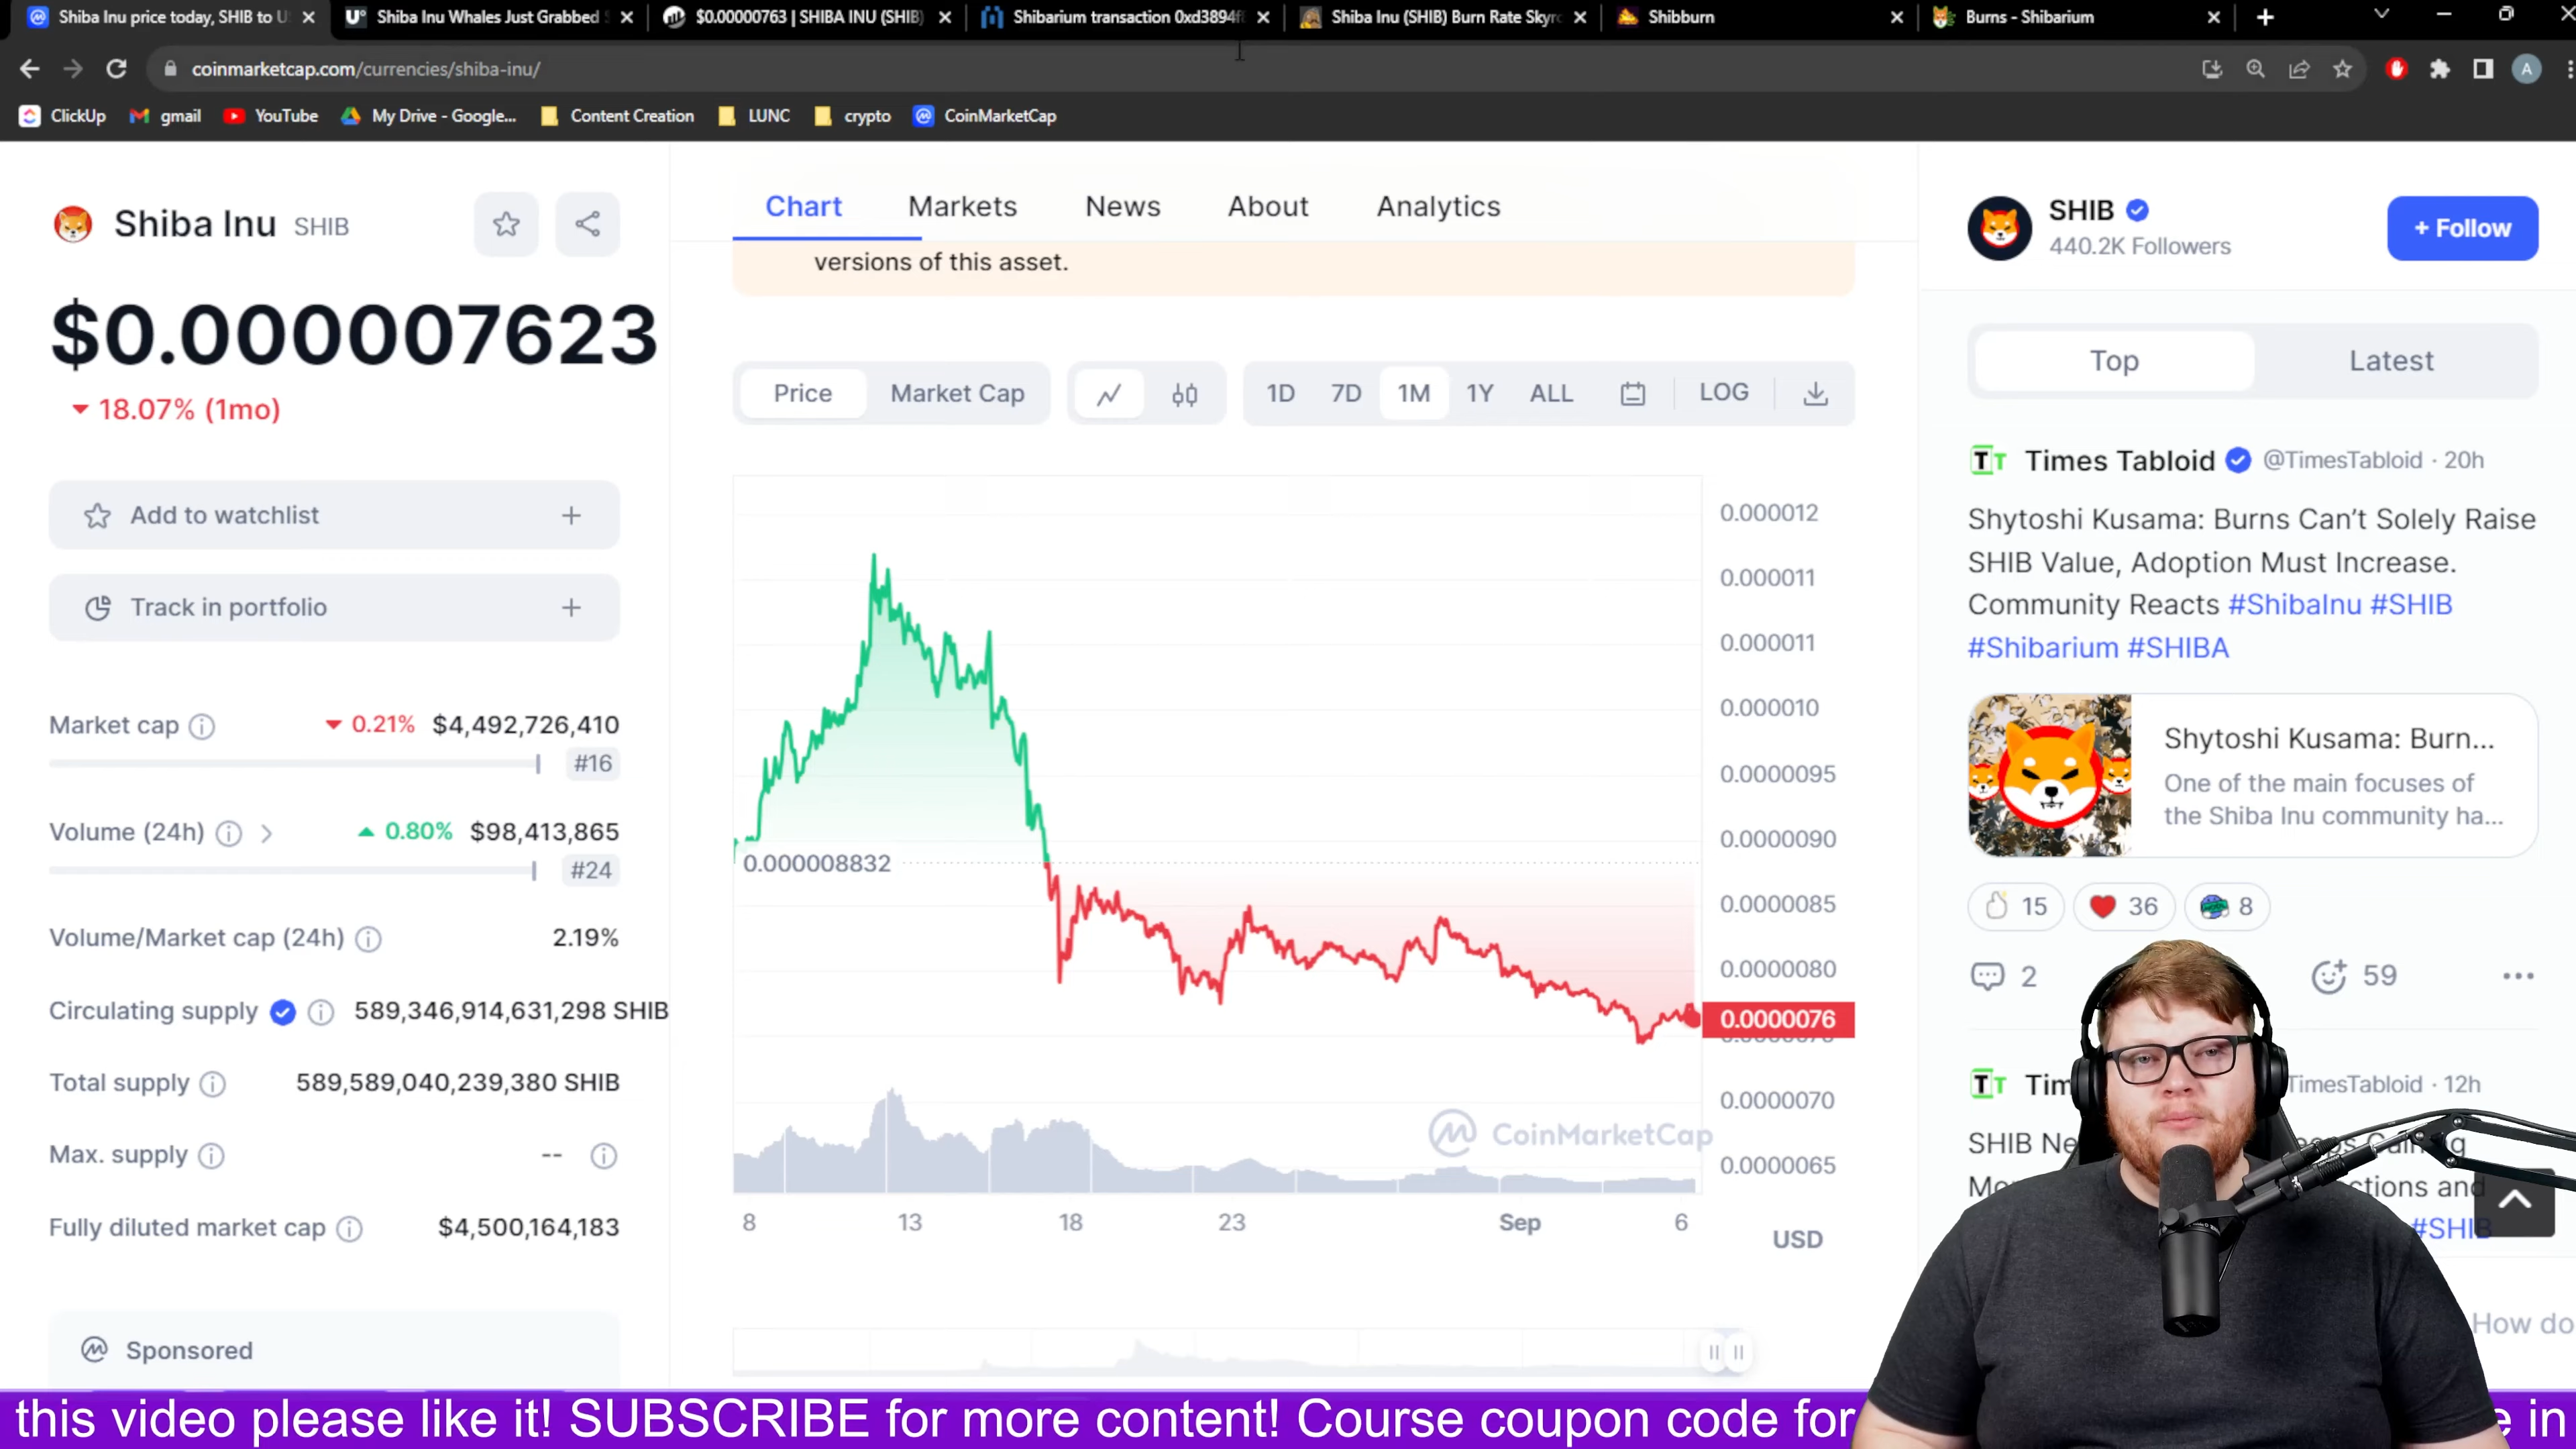 Shiba Inu price today, SHIB to U
Shiba Inu Whales Just Grabbed
$0.00000763 | SHIBA INU (SHIB)
Shibarium transaction 0xd3894f
Shiba Inu (SHIB) Burn Rate Skyro
Shibburn
Burns - Shibarium
coinmarketcap.com/currencies/shiba-inu/
A
ClickUp
gmail
YouTube
My Drive - Google...
Content Creation
LUNC
crypto
CoinMarketCap
Shiba Inu SHIB
$0.000007623
18.07% (1mo)
Add to watchlist +
Track in portfolio +
Market cap 0.21% $4,492,726,410
#16
Volume (24h) 0.80% $98,413,865
#24
Volume/Market cap (24h) 2.19%
Circulating supply 589,346,914,631,298 SHIB
Total supply 589,589,040,239,380 SHIB
Max. supply --
Fully diluted market cap $4,500,164,183
Sponsored
Chart Markets News About Analytics
versions of this asset.
Price Market Cap 1D 7D 1M 1Y ALL LOG
0.000012
0.000011
0.000011
0.000010
0.0000095
0.0000090
0.000008832
0.0000085
0.0000080
0.0000076
0.0000070
0.0000065
CoinMarketCap
8 13 18 23 Sep 6
USD
SHIB
440.2K Followers
+ Follow
Top Latest
Times Tabloid @TimesTabloid · 20h
Shytoshi Kusama: Burns Can't Solely Raise
SHIB Value, Adoption Must Increase.
Community Reacts #ShibaInu #SHIB
#Shibarium #SHIBA
Shytoshi Kusama: Burn...
One of the main focuses of
the Shiba Inu community ha...
15 36 8
2 59
Tim TimesTabloid · 12h
SHIB Ne
ctions and
#SHIB
How do
this video please like it! SUBSCRIBE for more content! Course coupon code for in